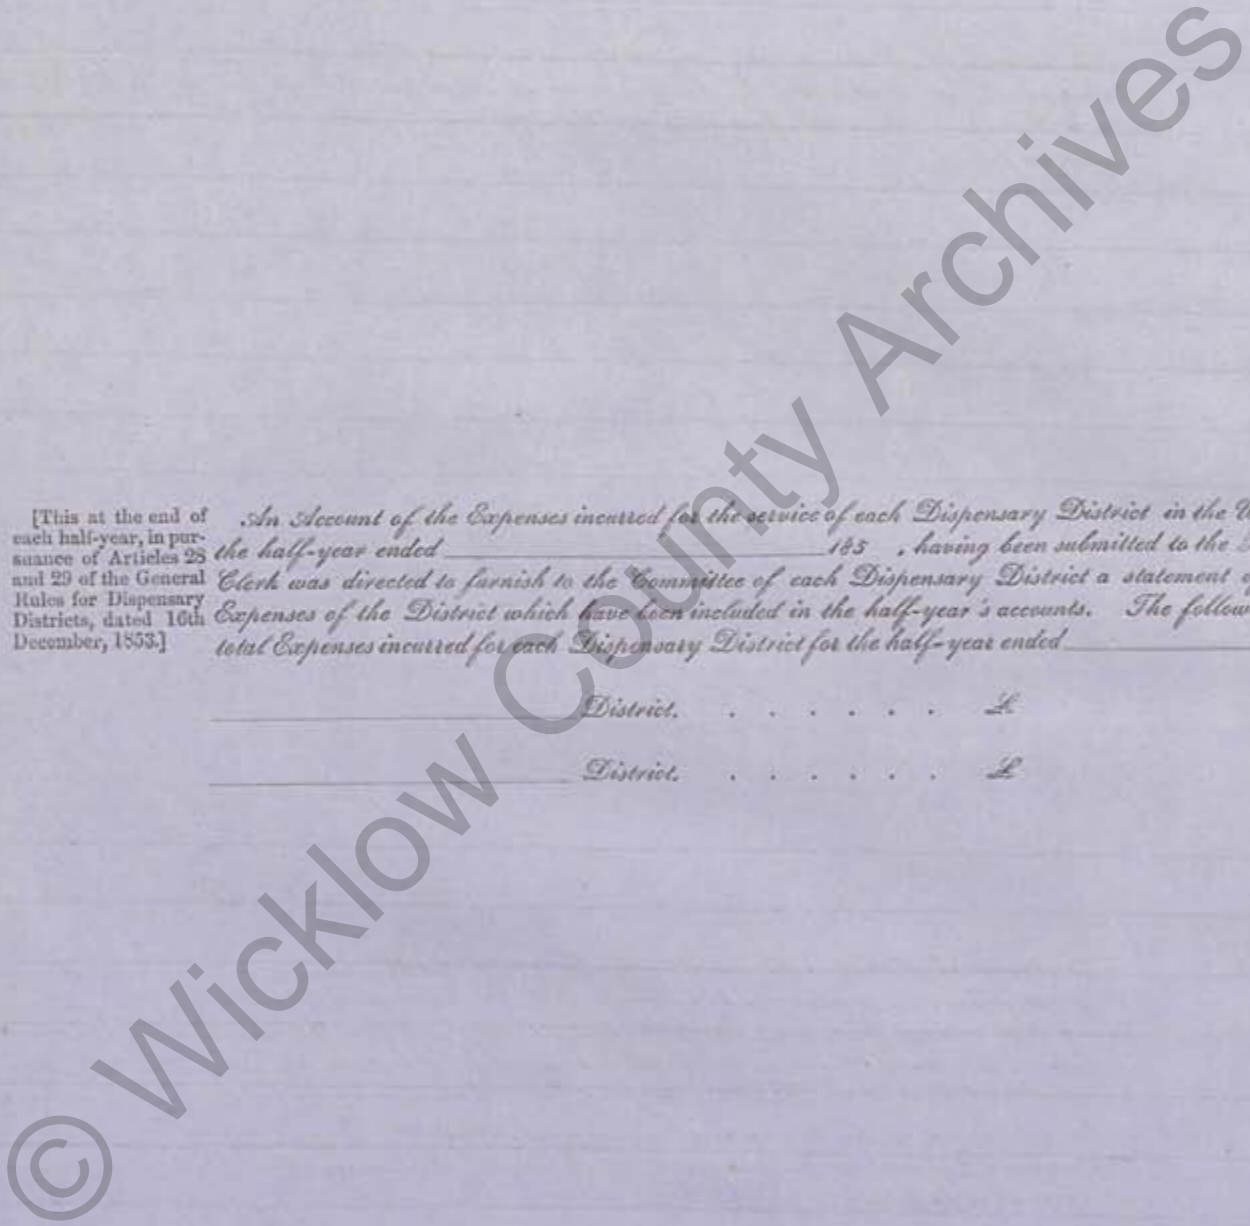 [This at the end of
each half-year, in pur-
suance of Articles 28
and 29 of the General
Rules for Dispensary
Districts, dated 16th
December, 1853.]
An Account of the Expenses incurred for the service of each Dispensary District in the
the half-year ended 185 , having been submitted to the
Clerk was directed to furnish to the Committee of each Dispensary District a statement of
Expenses of the District which have been included in the half-year's accounts. The follow
total Expenses incurred for each Dispensary District for the half-year ended
District. . . . . . . £
District. . . . . . . £
© Wicklow County Archives